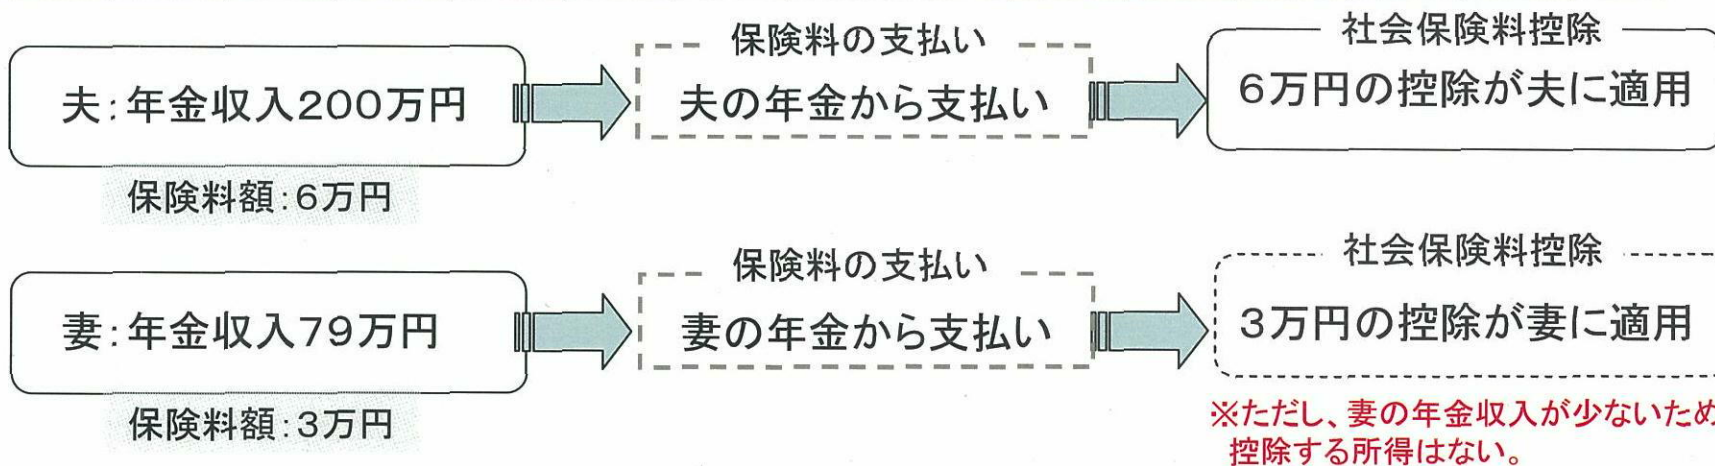 保険料の支払い
社会保険料控除
夫:年金収入200万円
夫の年金から支払い
6万円の控除が夫に適用
保険料額:6万円
保険料の支払い
社会保険料控除
妻:年金収入79万円
妻の年金から支払い
3万円の控除が妻に適用
保険料額:3万円
※ただし、妻の年金収入が少ないため
控除する所得はない。